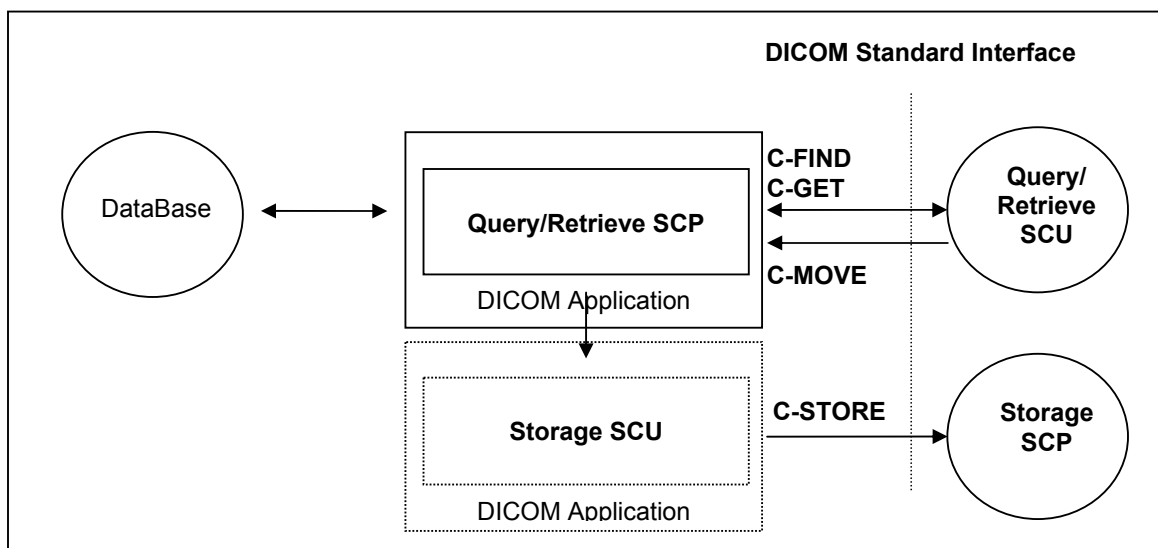 DICOM Standard Interface
DataBase
Query/Retrieve SCP
DICOM Application
C-FIND
C-GET
C-MOVE
Query/
Retrieve
SCU
Storage SCU
DICOM Application
C-STORE
Storage
SCP